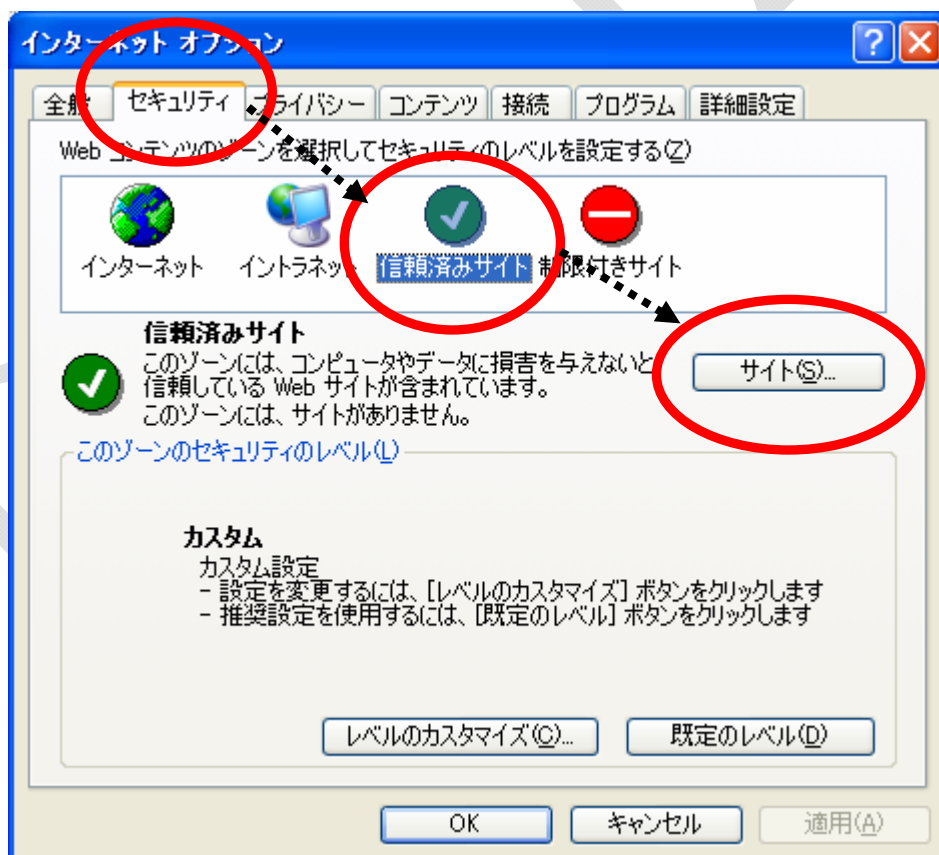 インターネット オプション
全般 セキュリティ プライバシー コンテンツ 接続 プログラム 詳細設定
Web コンテンツのゾーンを選択してセキュリティのレベルを設定する(Z)
インターネット イントラネット 信頼済みサイト 制限付きサイト
信頼済みサイト
このゾーンには、コンピュータやデータに損害を与えないと
信頼している Web サイトが含まれています。
このゾーンには、サイトがありません。
サイト(S)...
このゾーンのセキュリティのレベル(L)
カスタム
カスタム設定
- 設定を変更するには、[レベルのカスタマイズ] ボタンをクリックします
- 推奨設定を使用するには、[既定のレベル] ボタンをクリックします
レベルのカスタマイズ(C)... 既定のレベル(D)
OK キャンセル 適用(A)